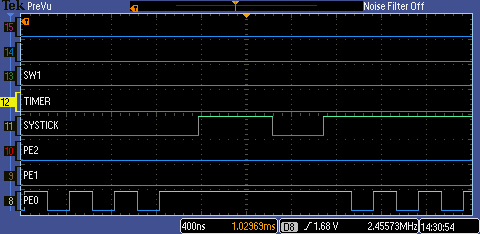 Tek PreVu Noise Filter Off
15
14
13 SW1
12 TIMER
11 SYSTICK
10 PE2
9 PE1
8 PE0
400ns 1.02969ms D8 1.68 V 2.45573MHz 14:30:54